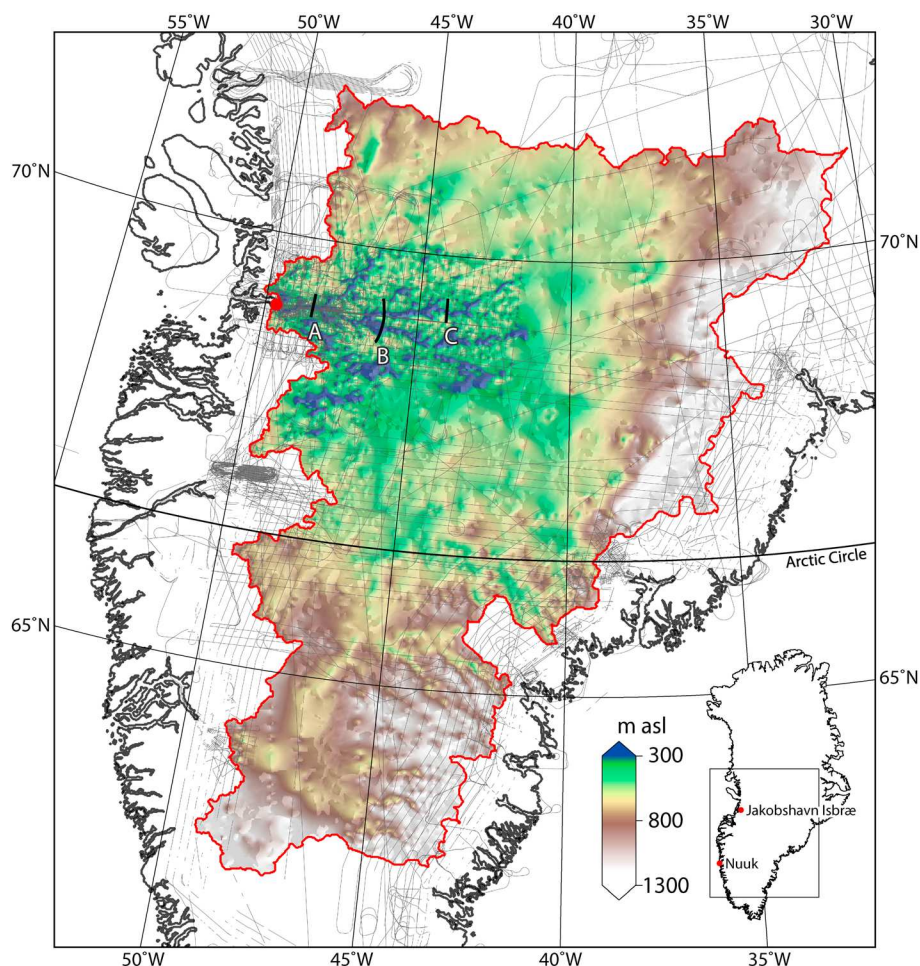 55˚W 50˚W 45˚W 40˚W 35˚W 30˚W
70˚N
70˚N
A
B
C
Arctic Circle
65˚N
65˚N
m asl
300
800
1300
Jakobshavn Isbræ
Nuuk
50˚W 45˚W 40˚W 35˚W